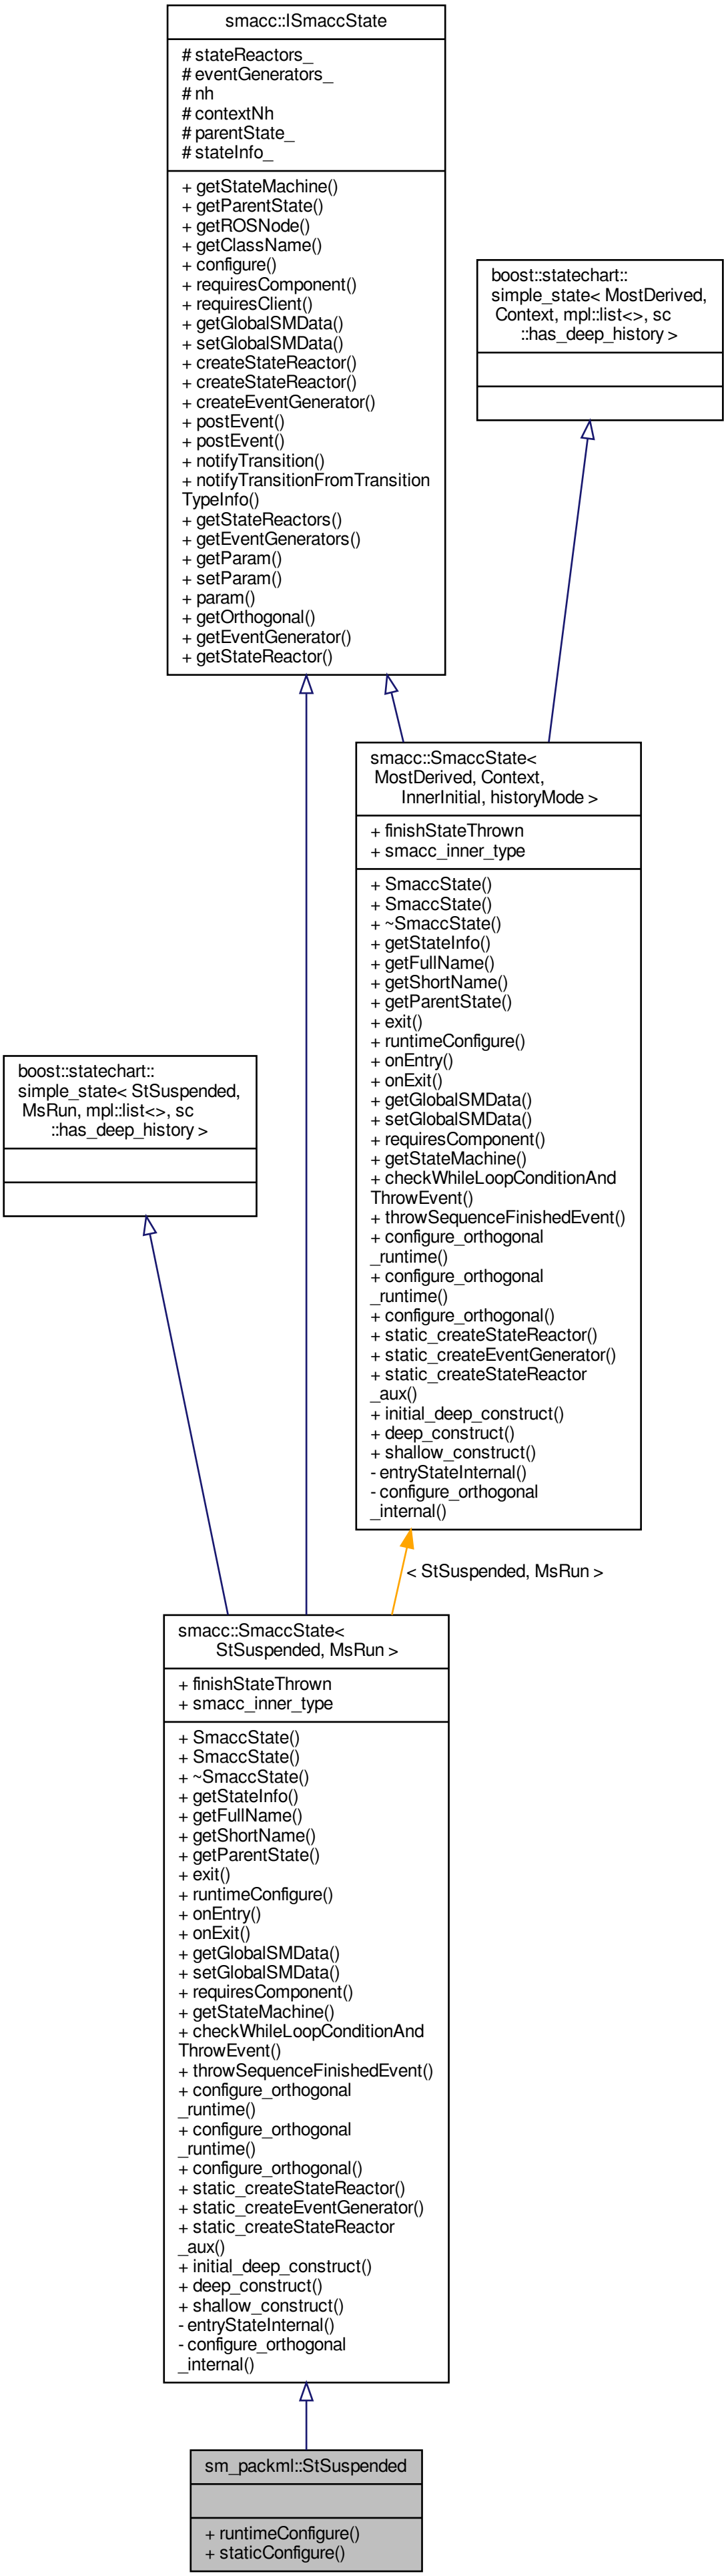 smacc::ISmaccState
# stateReactors_
# eventGenerators_
# nh
# contextNh
# parentState_
# stateInfo_
+ getStateMachine()
+ getParentState()
+ getROSNode()
+ getClassName()
+ configure()
+ requiresComponent()
+ requiresClient()
+ getGlobalSMData()
+ setGlobalSMData()
+ createStateReactor()
+ createStateReactor()
+ createEventGenerator()
+ postEvent()
+ postEvent()
+ notifyTransition()
+ notifyTransitionFromTransition
TypeInfo()
+ getStateReactors()
+ getEventGenerators()
+ getParam()
+ setParam()
+ param()
+ getOrthogonal()
+ getEventGenerator()
+ getStateReactor()
boost::statechart::
simple_state< MostDerived,
Context, mpl::list<>, sc
::has_deep_history >
smacc::SmaccState<
MostDerived, Context,
InnerInitial, historyMode >
+ finishStateThrown
+ smacc_inner_type
+ SmaccState()
+ SmaccState()
+ ~SmaccState()
+ getStateInfo()
+ getFullName()
+ getShortName()
+ getParentState()
+ exit()
+ runtimeConfigure()
+ onEntry()
+ onExit()
+ getGlobalSMData()
+ setGlobalSMData()
+ requiresComponent()
+ getStateMachine()
+ checkWhileLoopConditionAnd
ThrowEvent()
+ throwSequenceFinishedEvent()
+ configure_orthogonal
_runtime()
+ configure_orthogonal
_runtime()
+ configure_orthogonal()
+ static_createStateReactor()
+ static_createEventGenerator()
+ static_createStateReactor
_aux()
+ initial_deep_construct()
+ deep_construct()
+ shallow_construct()
- entryStateInternal()
- configure_orthogonal
_internal()
boost::statechart::
simple_state< StSuspended,
MsRun, mpl::list<>, sc
::has_deep_history >
< StSuspended, MsRun >
smacc::SmaccState<
StSuspended, MsRun >
+ finishStateThrown
+ smacc_inner_type
+ SmaccState()
+ SmaccState()
+ ~SmaccState()
+ getStateInfo()
+ getFullName()
+ getShortName()
+ getParentState()
+ exit()
+ runtimeConfigure()
+ onEntry()
+ onExit()
+ getGlobalSMData()
+ setGlobalSMData()
+ requiresComponent()
+ getStateMachine()
+ checkWhileLoopConditionAnd
ThrowEvent()
+ throwSequenceFinishedEvent()
+ configure_orthogonal
_runtime()
+ configure_orthogonal
_runtime()
+ configure_orthogonal()
+ static_createStateReactor()
+ static_createEventGenerator()
+ static_createStateReactor
_aux()
+ initial_deep_construct()
+ deep_construct()
+ shallow_construct()
- entryStateInternal()
- configure_orthogonal
_internal()
sm_packml::StSuspended
+ runtimeConfigure()
+ staticConfigure()